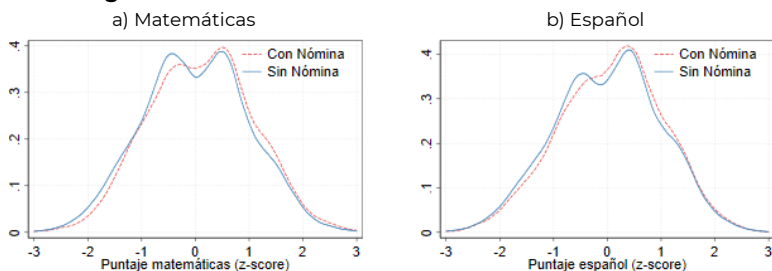 a) Matemáticas
.4
.3
.2
.1
0
-3 -2 -1 0 1 2 3
Puntaje matemáticas (z-score)
Con Nómina
Sin Nómina
b) Español
.4
.3
.2
.1
0
-3 -2 -1 0 1 2 3
Puntaje español (z-score)
Con Nómina
Sin Nómina